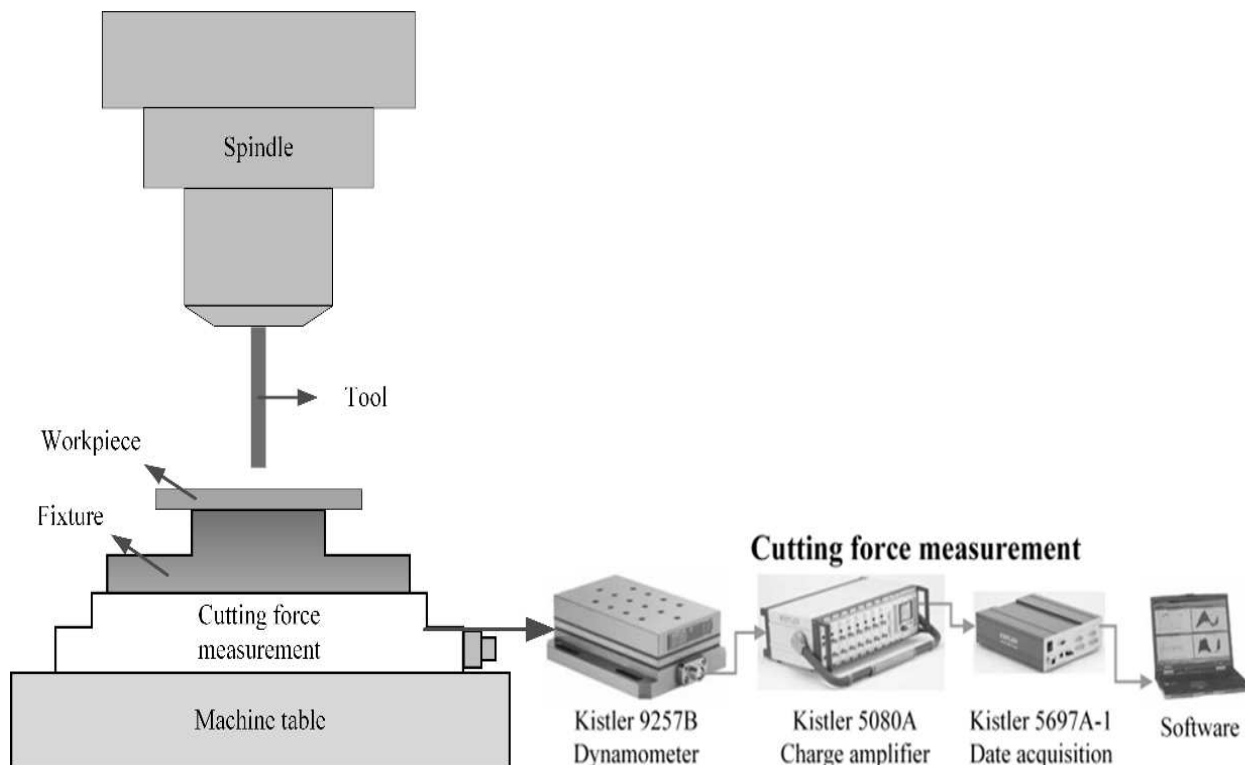 Spindle
Tool
Workpiece
Fixture
Cutting force
measurement
Machine table
Cutting force measurement
Kistler 9257B
Dynamometer
Kistler 5080A
Charge amplifier
Kistler 5697A-1
Date acquisition
Software